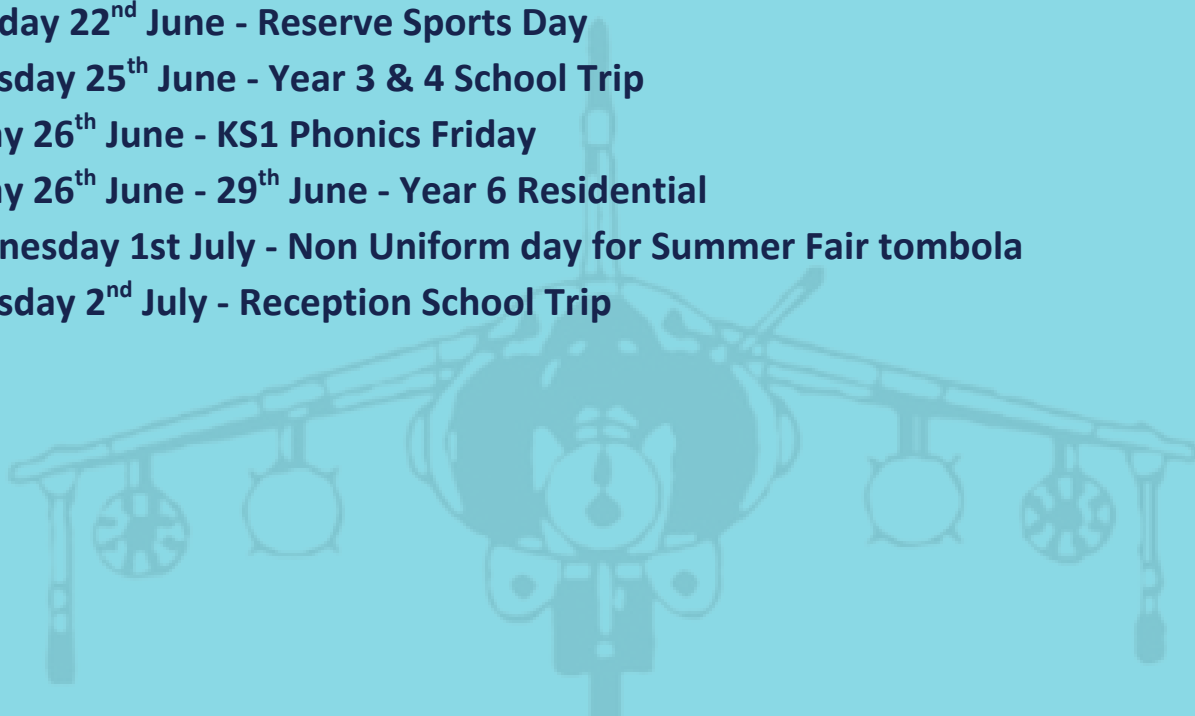 day 22nd June - Reserve Sports Day
sday 25th June - Year 3 & 4 School Trip
ay 26th June - KS1 Phonics Friday
ay 26th June - 29th June - Year 6 Residential
nesday 1st July - Non Uniform day for Summer Fair tombola
sday 2nd July - Reception School Trip